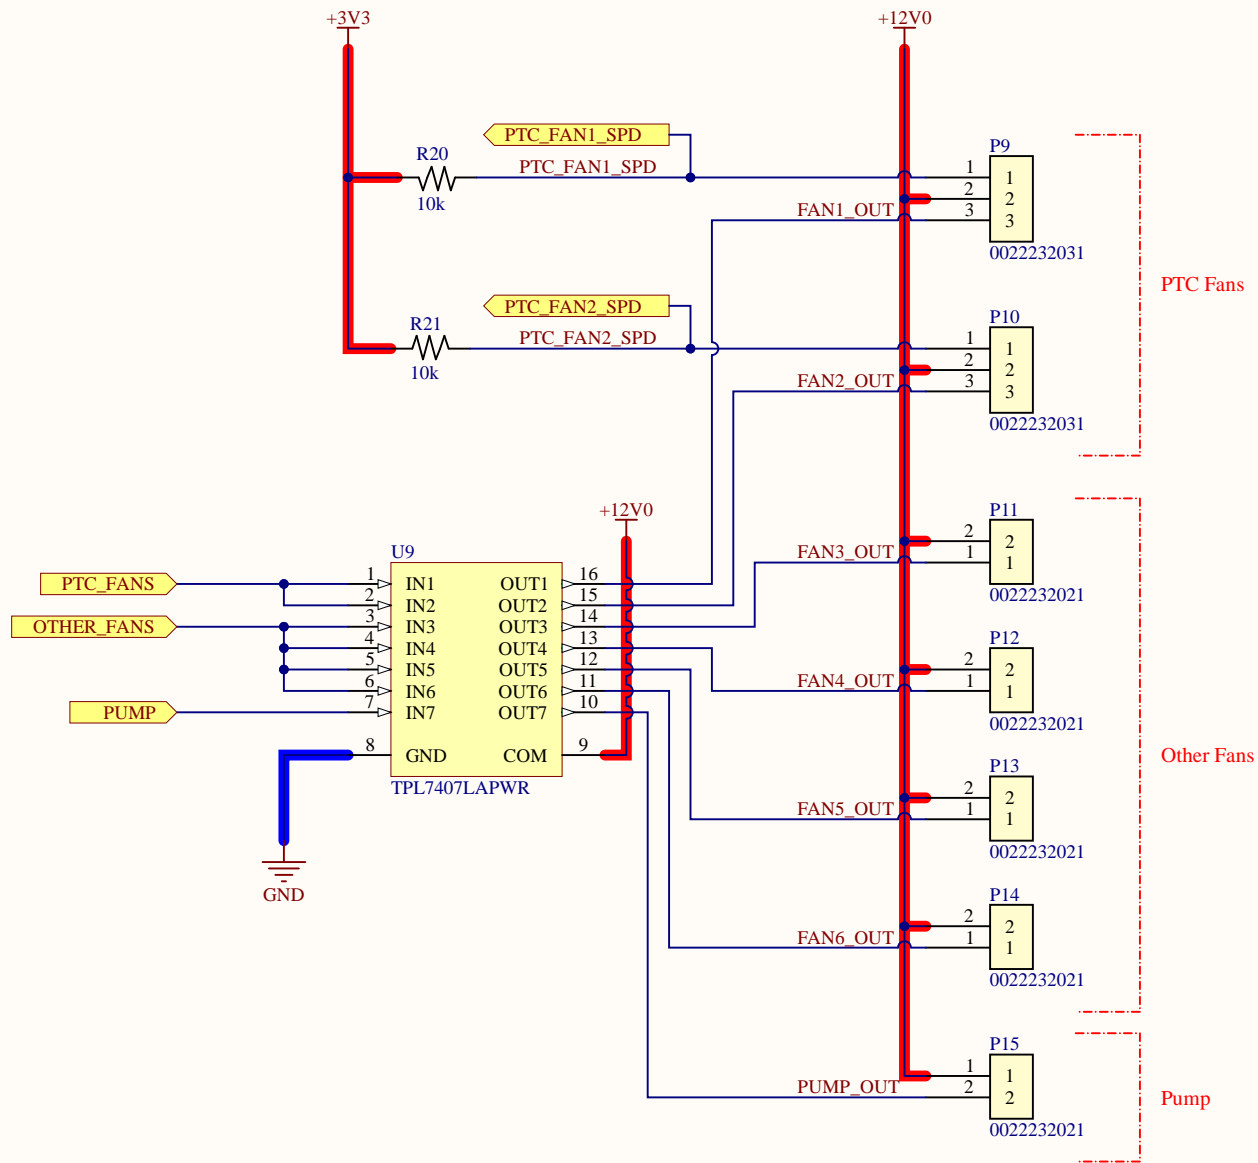 +3V3
+12V0
PTC_FAN1_SPD
R20
PTC_FAN1_SPD
10k
P9
1 1
2 2
FAN1_OUT 3 3
0022232031
PTC Fans
PTC_FAN2_SPD
R21
PTC_FAN2_SPD
10k
P10
1 1
2 2
FAN2_OUT 3 3
0022232031
+12V0
P11
2 2
FAN3_OUT 1 1
0022232021
U9
PTC_FANS 1 IN1 OUT1 16
2 IN2 OUT2 15
OTHER_FANS 3 IN3 OUT3 14
4 IN4 OUT4 13
5 IN5 OUT5 12
6 IN6 OUT6 11
PUMP 7 IN7 OUT7 10
8 GND COM 9
TPL7407LAPWR
GND
P12
2 2
FAN4_OUT 1 1
0022232021
Other Fans
P13
2 2
FAN5_OUT 1 1
0022232021
P14
2 2
FAN6_OUT 1 1
0022232021
P15
1 1
PUMP_OUT 2 2
0022232021
Pump